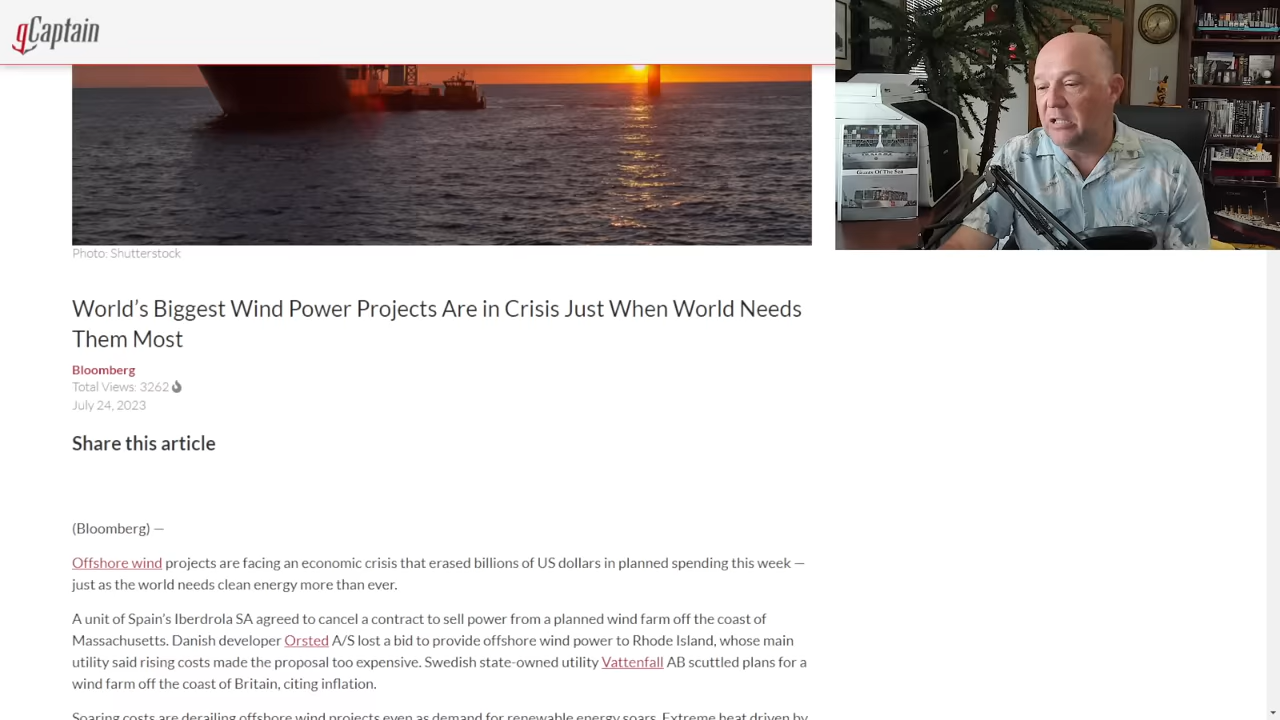 gCaptain
Giants Of The Sea
Photo: Shutterstock
World’s Biggest Wind Power Projects Are in Crisis Just When World Needs
Them Most
Bloomberg
Total Views: 3262
July 24, 2023
Share this article
(Bloomberg) —
Offshore wind projects are facing an economic crisis that erased billions of US dollars in planned spending this week —
just as the world needs clean energy more than ever.
A unit of Spain’s Iberdrola SA agreed to cancel a contract to sell power from a planned wind farm off the coast of
Massachusetts. Danish developer Orsted A/S lost a bid to provide offshore wind power to Rhode Island, whose main
utility said rising costs made the proposal too expensive. Swedish state-owned utility Vattenfall AB scuttled plans for a
wind farm off the coast of Britain, citing inflation.
Soaring costs are derailing offshore wind projects even as demand for renewable energy soars. Extreme heat driven by